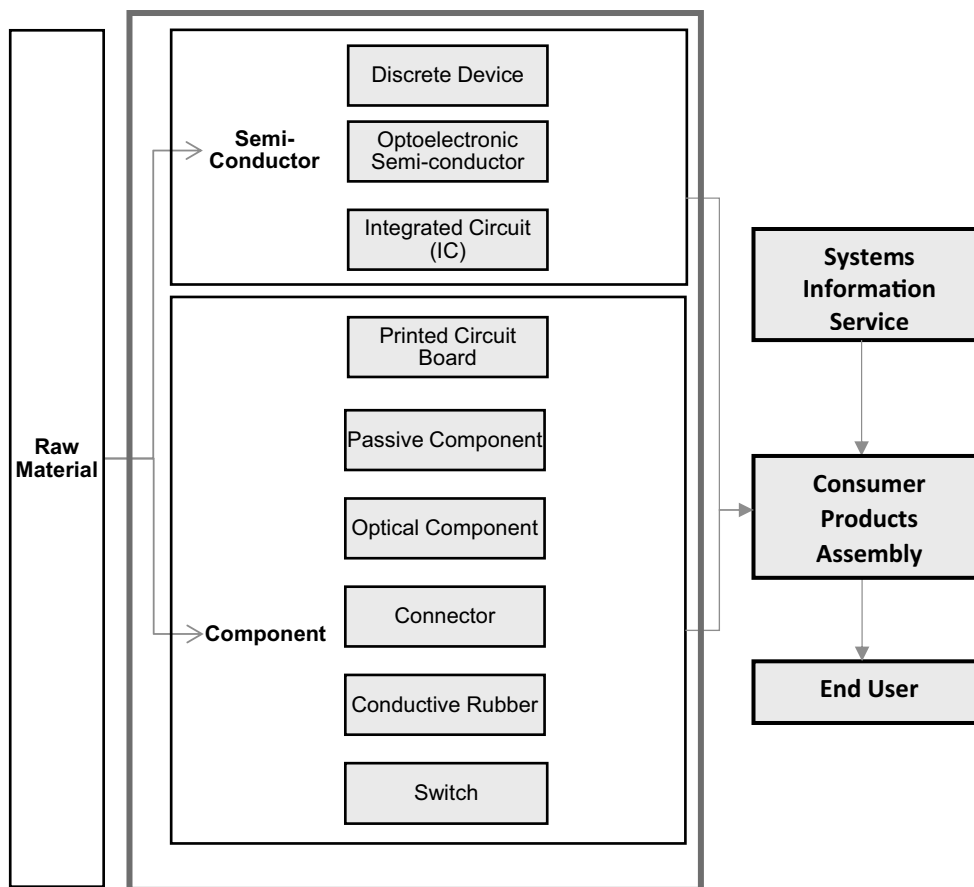 Raw
Material
Semi-
Conductor
Discrete Device
Optoelectronic
Semi-conductor
Integrated Circuit
(IC)
Component
Printed Circuit
Board
Passive Component
Optical Component
Connector
Conductive Rubber
Switch
Systems
Information
Service
Consumer
Products
Assembly
End User